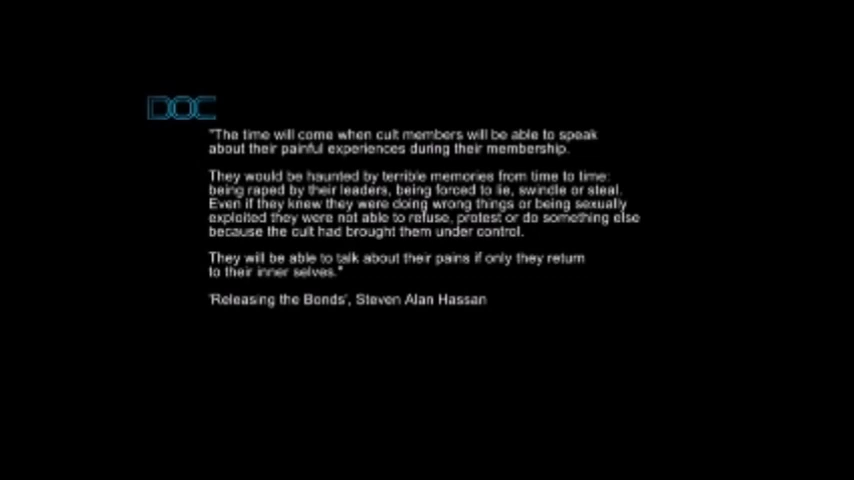 DOC
"The time will come when cult members will be able to speak
about their painful experiences during their membership.
They would be haunted by terrible memories from time to time:
being raped by their leaders, being forced to lie, swindle or steal.
Even if they knew they were doing wrong things or being sexually
exploited they were not able to refuse, protest or do something else
because the cult had brought them under control.
They will be able to talk about their pains if only they return
to their inner selves."
'Releasing the Bonds', Steven Alan Hassan